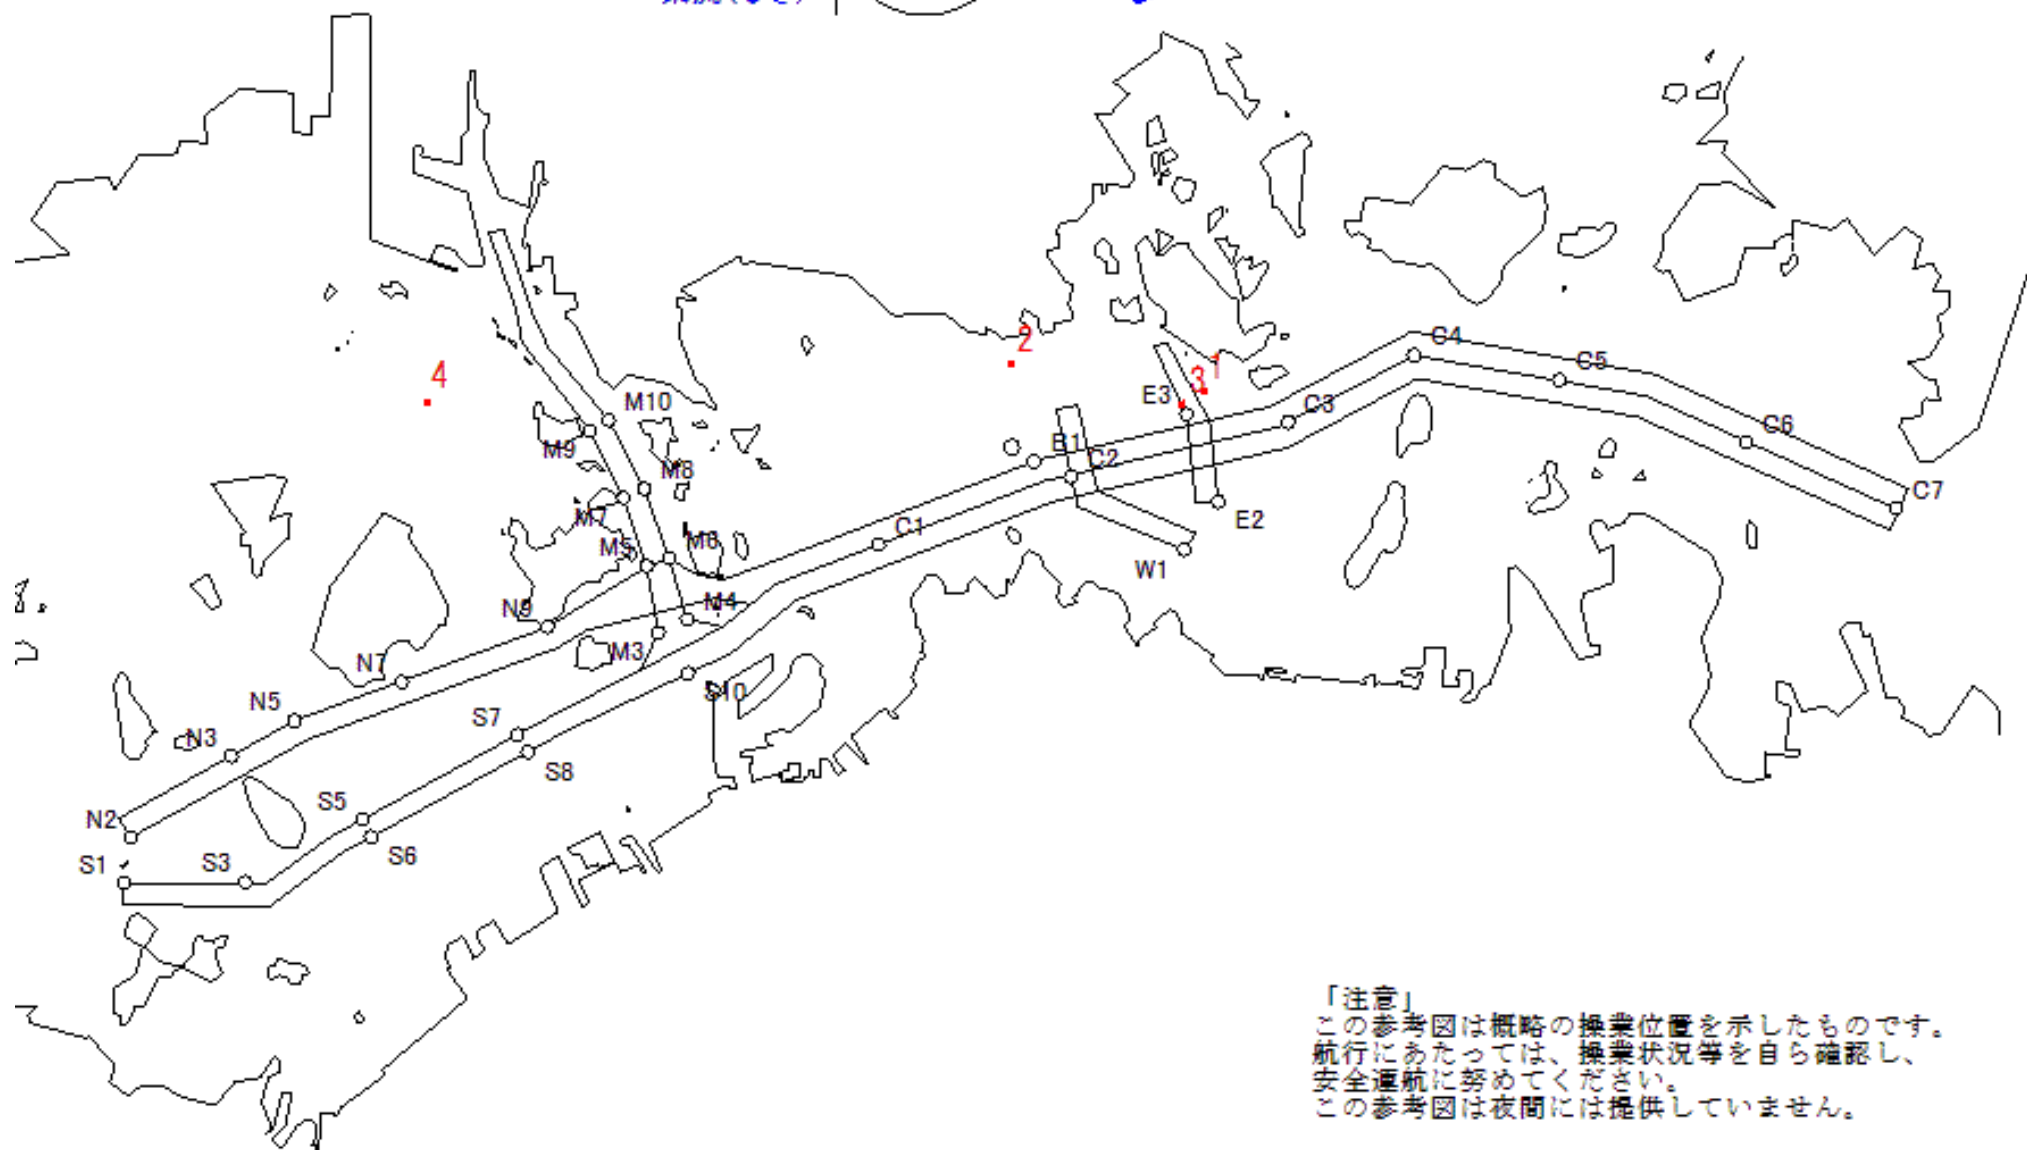 C4
2
1
C5
4
3
E3
M10
C3
C6
B1
M9
C2
M8
C7
M7
E2
C1
M6
M5
W1
N9
M4
M3
N7
S10
N5
S7
N3
S8
S5
N2
S6
S1
S3
「注意」
この参考図は概略の操業位置を示したものです。
航行にあたっては、操業状況等を自ら確認し、
安全運航に努めてください。
この参考図は夜間には提供していません。